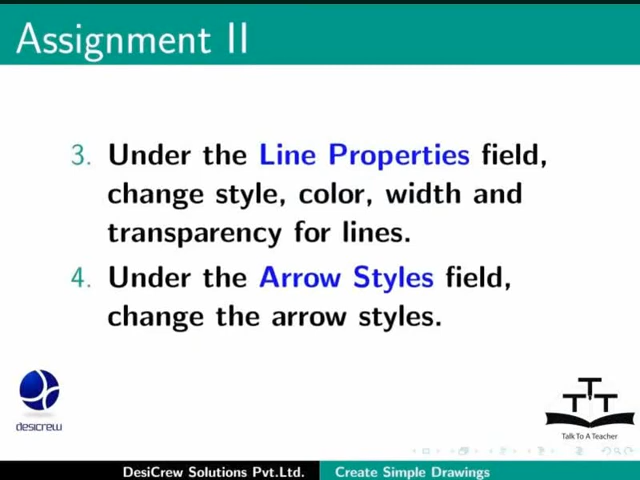 Assignment II
3. Under the Line Properties field,
change style, color, width and
transparency for lines.
4. Under the Arrow Styles field,
change the arrow styles.
desicrew
T T T
Talk To A Teacher
DesiCrew Solutions Pvt.Ltd. Create Simple Drawings